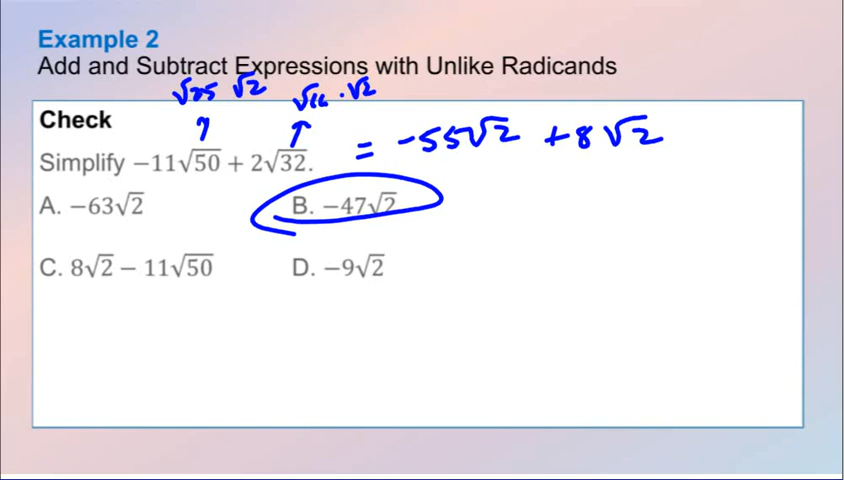 Example 2
Add and Subtract Expressions with Unlike Radicands
√25 √2 √16 · √2
Check
= -55√2 + 8√2
Simplify −11√50 + 2√32.
A. −63√2 B. −47√2
C. 8√2 − 11√50 D. −9√2